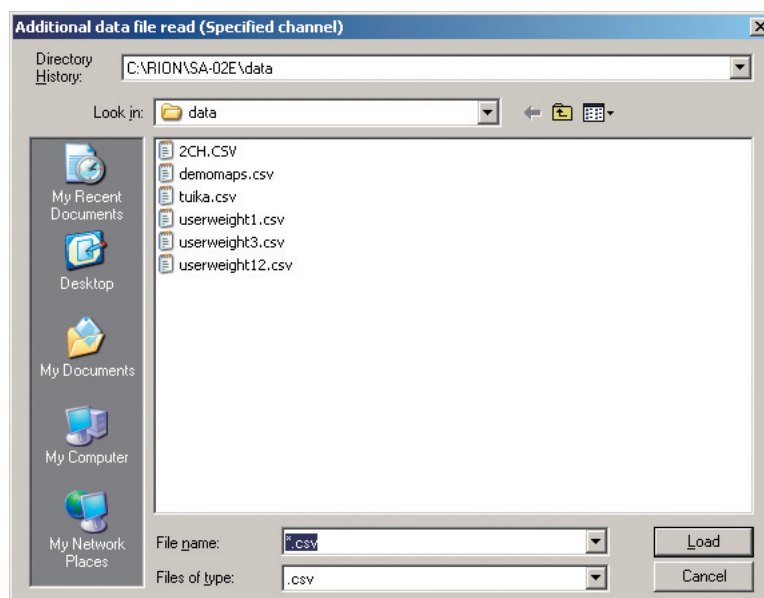 Additional data file read (Specified channel)
Directory
History:
C:\RION\SA-02E\data
Look in:
data
My Recent
Documents
Desktop
My Documents
My Computer
My Network
Places
2CH.CSV
demomaps.csv
tuika.csv
userweight1.csv
userweight3.csv
userweight12.csv
File name:
*.csv
Load
Files of type:
.csv
Cancel